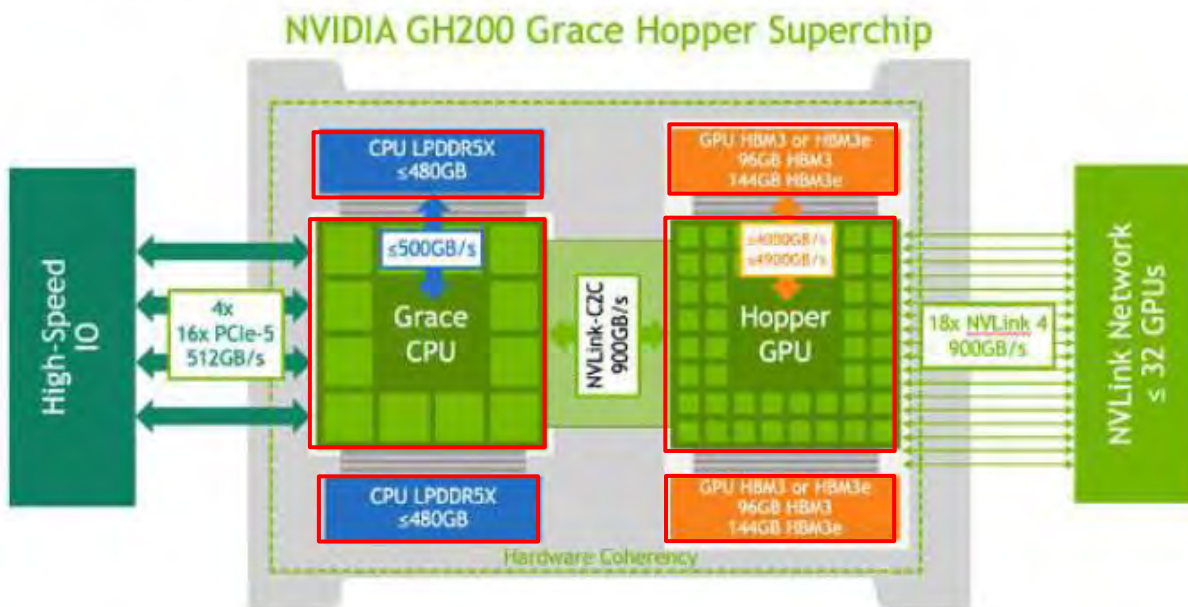 NVIDIA GH200 Grace Hopper Superchip
CPU LPDDR5X
≤480GB
GPU HBM3 or HBM3e
96GB HBM3
144GB HBM3e
≤500GB/s
≤4000GB/s
≤4900GB/s
High-Speed
IO
4x
16x PCIe-5
512GB/s
Grace
CPU
NVLink-C2C
900GB/s
Hopper
GPU
18x NVLink 4
900GB/s
NVLink Network
≤ 32 GPUs
CPU LPDDR5X
≤480GB
GPU HBM3 or HBM3e
96GB HBM3
144GB HBM3e
Hardware Coherency